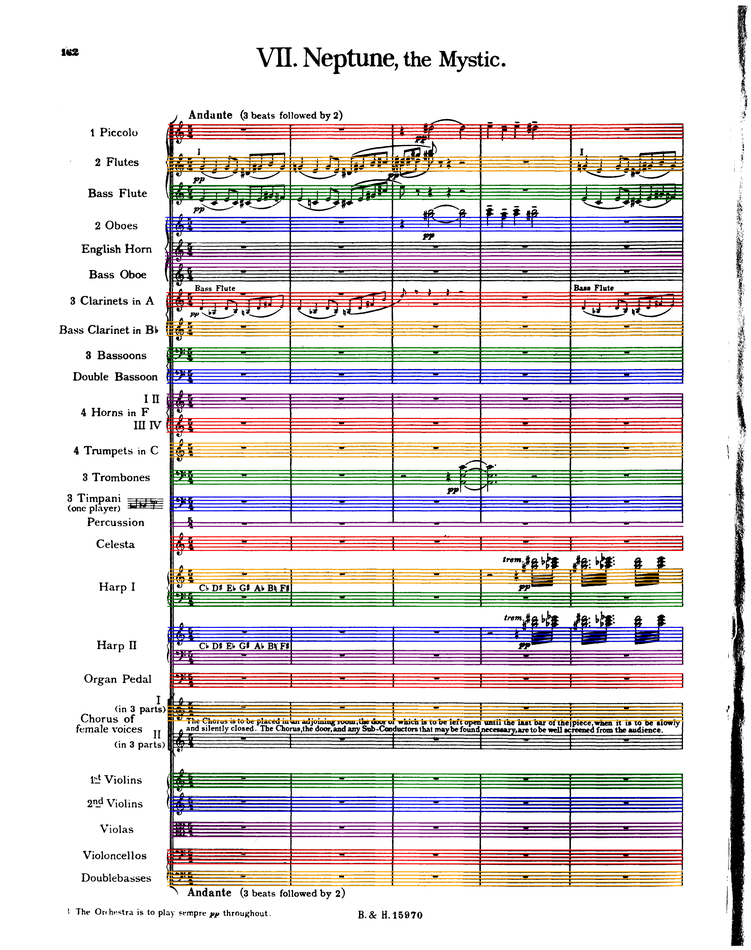 162
VII. Neptune, the Mystic.
Andante (3 beats followed by 2)
1 Piccolo
2 Flutes
I
I
pp
pp
pp
Bass Flute
pp
2 Oboes
pp
English Horn
Bass Oboe
Bass Flute
Bass Flute
3 Clarinets in A
pp
Bass Clarinet in B♭
3 Bassoons
Double Bassoon
I II
4 Horns in F
III IV
4 Trumpets in C
3 Trombones
pp
3 Timpani
(one player)
Percussion
Celesta
trem
Harp I
pp
C♭ D♯ E♭ G♯ A♭ B♮ F♯
trem
Harp II
pp
C♭ D♯ E♭ G♯ A♭ B♮ F♯
Organ Pedal
I
(in 3 parts)
Chorus of
female voices
II
(in 3 parts)
The Chorus is to be placed in an adjoining room, the door of which is to be left open until the last bar of the piece, when it is to be slowly
and silently closed. The Chorus, the door, and any Sub-Conductors that may be found necessary, are to be well screened from the audience.
1st Violins
2nd Violins
Violas
Violoncellos
Doublebasses
Andante (3 beats followed by 2)
The Orchestra is to play sempre pp throughout.
B. & H. 15970